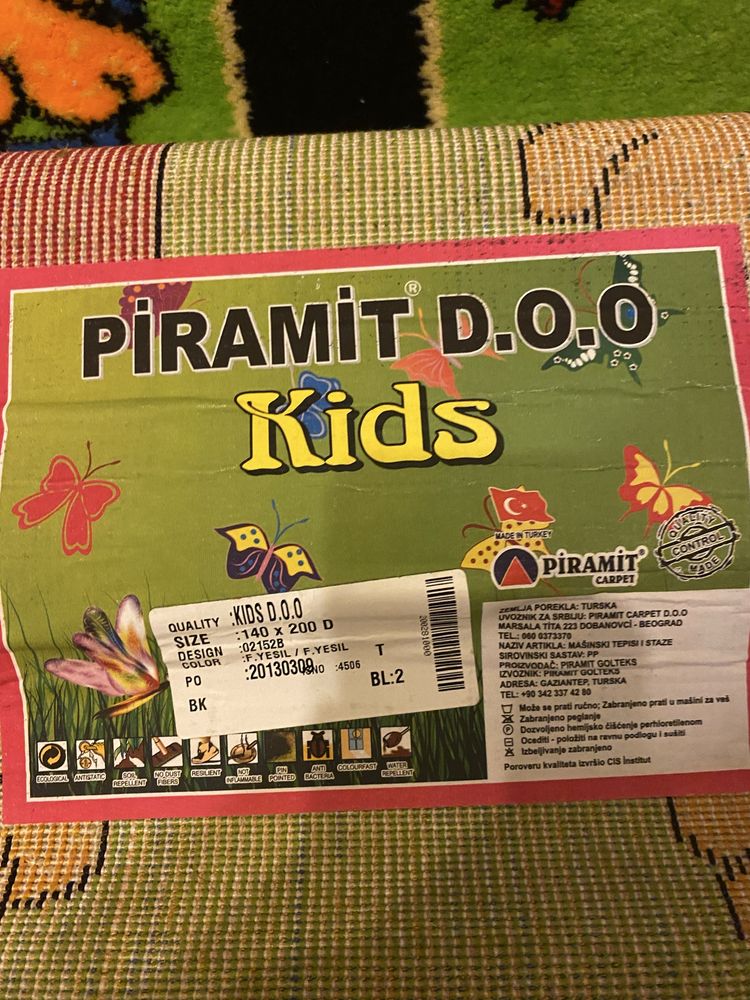 PİRAMİT® D.O.O
Kids
MADE IN TURKEY
PİRAMİT®
CARPET
QUALITY
CONTROL
MADE
QUALITY :KIDS D.O.O
SIZE :140 x 200 D
DESIGN :02152B
COLOR :F.YESIL / F.YESIL T
PO :20130309 :4506 BL:2
BK
ZEMLJA POREKLA: TURSKA
UVOZNIK ZA SRBIJU: PIRAMIT CARPET D.O.O
MARSALA TİTA 223 DOBANOVCİ - BEOGRAD
TEL.: 060 0373370
NAZIV ARTIKLA: MAŠINSKI TEPISI I STAZE
SIROVINSKI SASTAV: PP
PROIZVOĐAČ: PIRAMIT GOLTEKS
IZVOZNIK: PIRAMIT GOLTEKS
ADRESA: GAZIANTEP, TURSKA
TEL: +90 342 337 42 80
Može se prati ručno; Zabranjeno prati u mašini za veš
Zabranjeno peglanje
Dozvoljeno hemijsko čišćenje perhloretilenom
Ocediti - položiti na ravnu podlogu i sušiti
Izbeljivanje zabranjeno
Poroveru kvaliteta izvršio CIS İnstitut
ECOLOGICAL
ANTISTATIC
SOIL REPELLENT
NO DUST FIBERS
RESILIENT
NOT INFLAMMABLE
PIN POINTED
ANTI BACTERIA
COLOURFAST
WATER REPELLENT